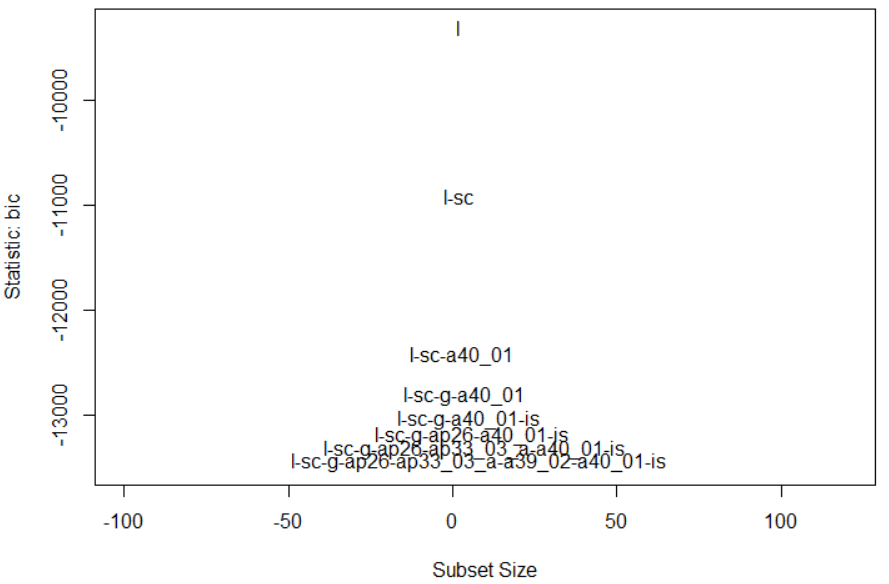 l
-10000
l-sc
-11000
Statistic: bic
-12000
l-sc-a40_01
l-sc-g-a40_01
-13000
l-sc-g-a40_01-is
l-sc-g-ap26-a40_01-is
l-sc-g-ap26-ap33_03_a-a40_01-is
l-sc-g-ap26-ap33_03_a-a39_02-a40_01-is
-100 -50 0 50 100
Subset Size